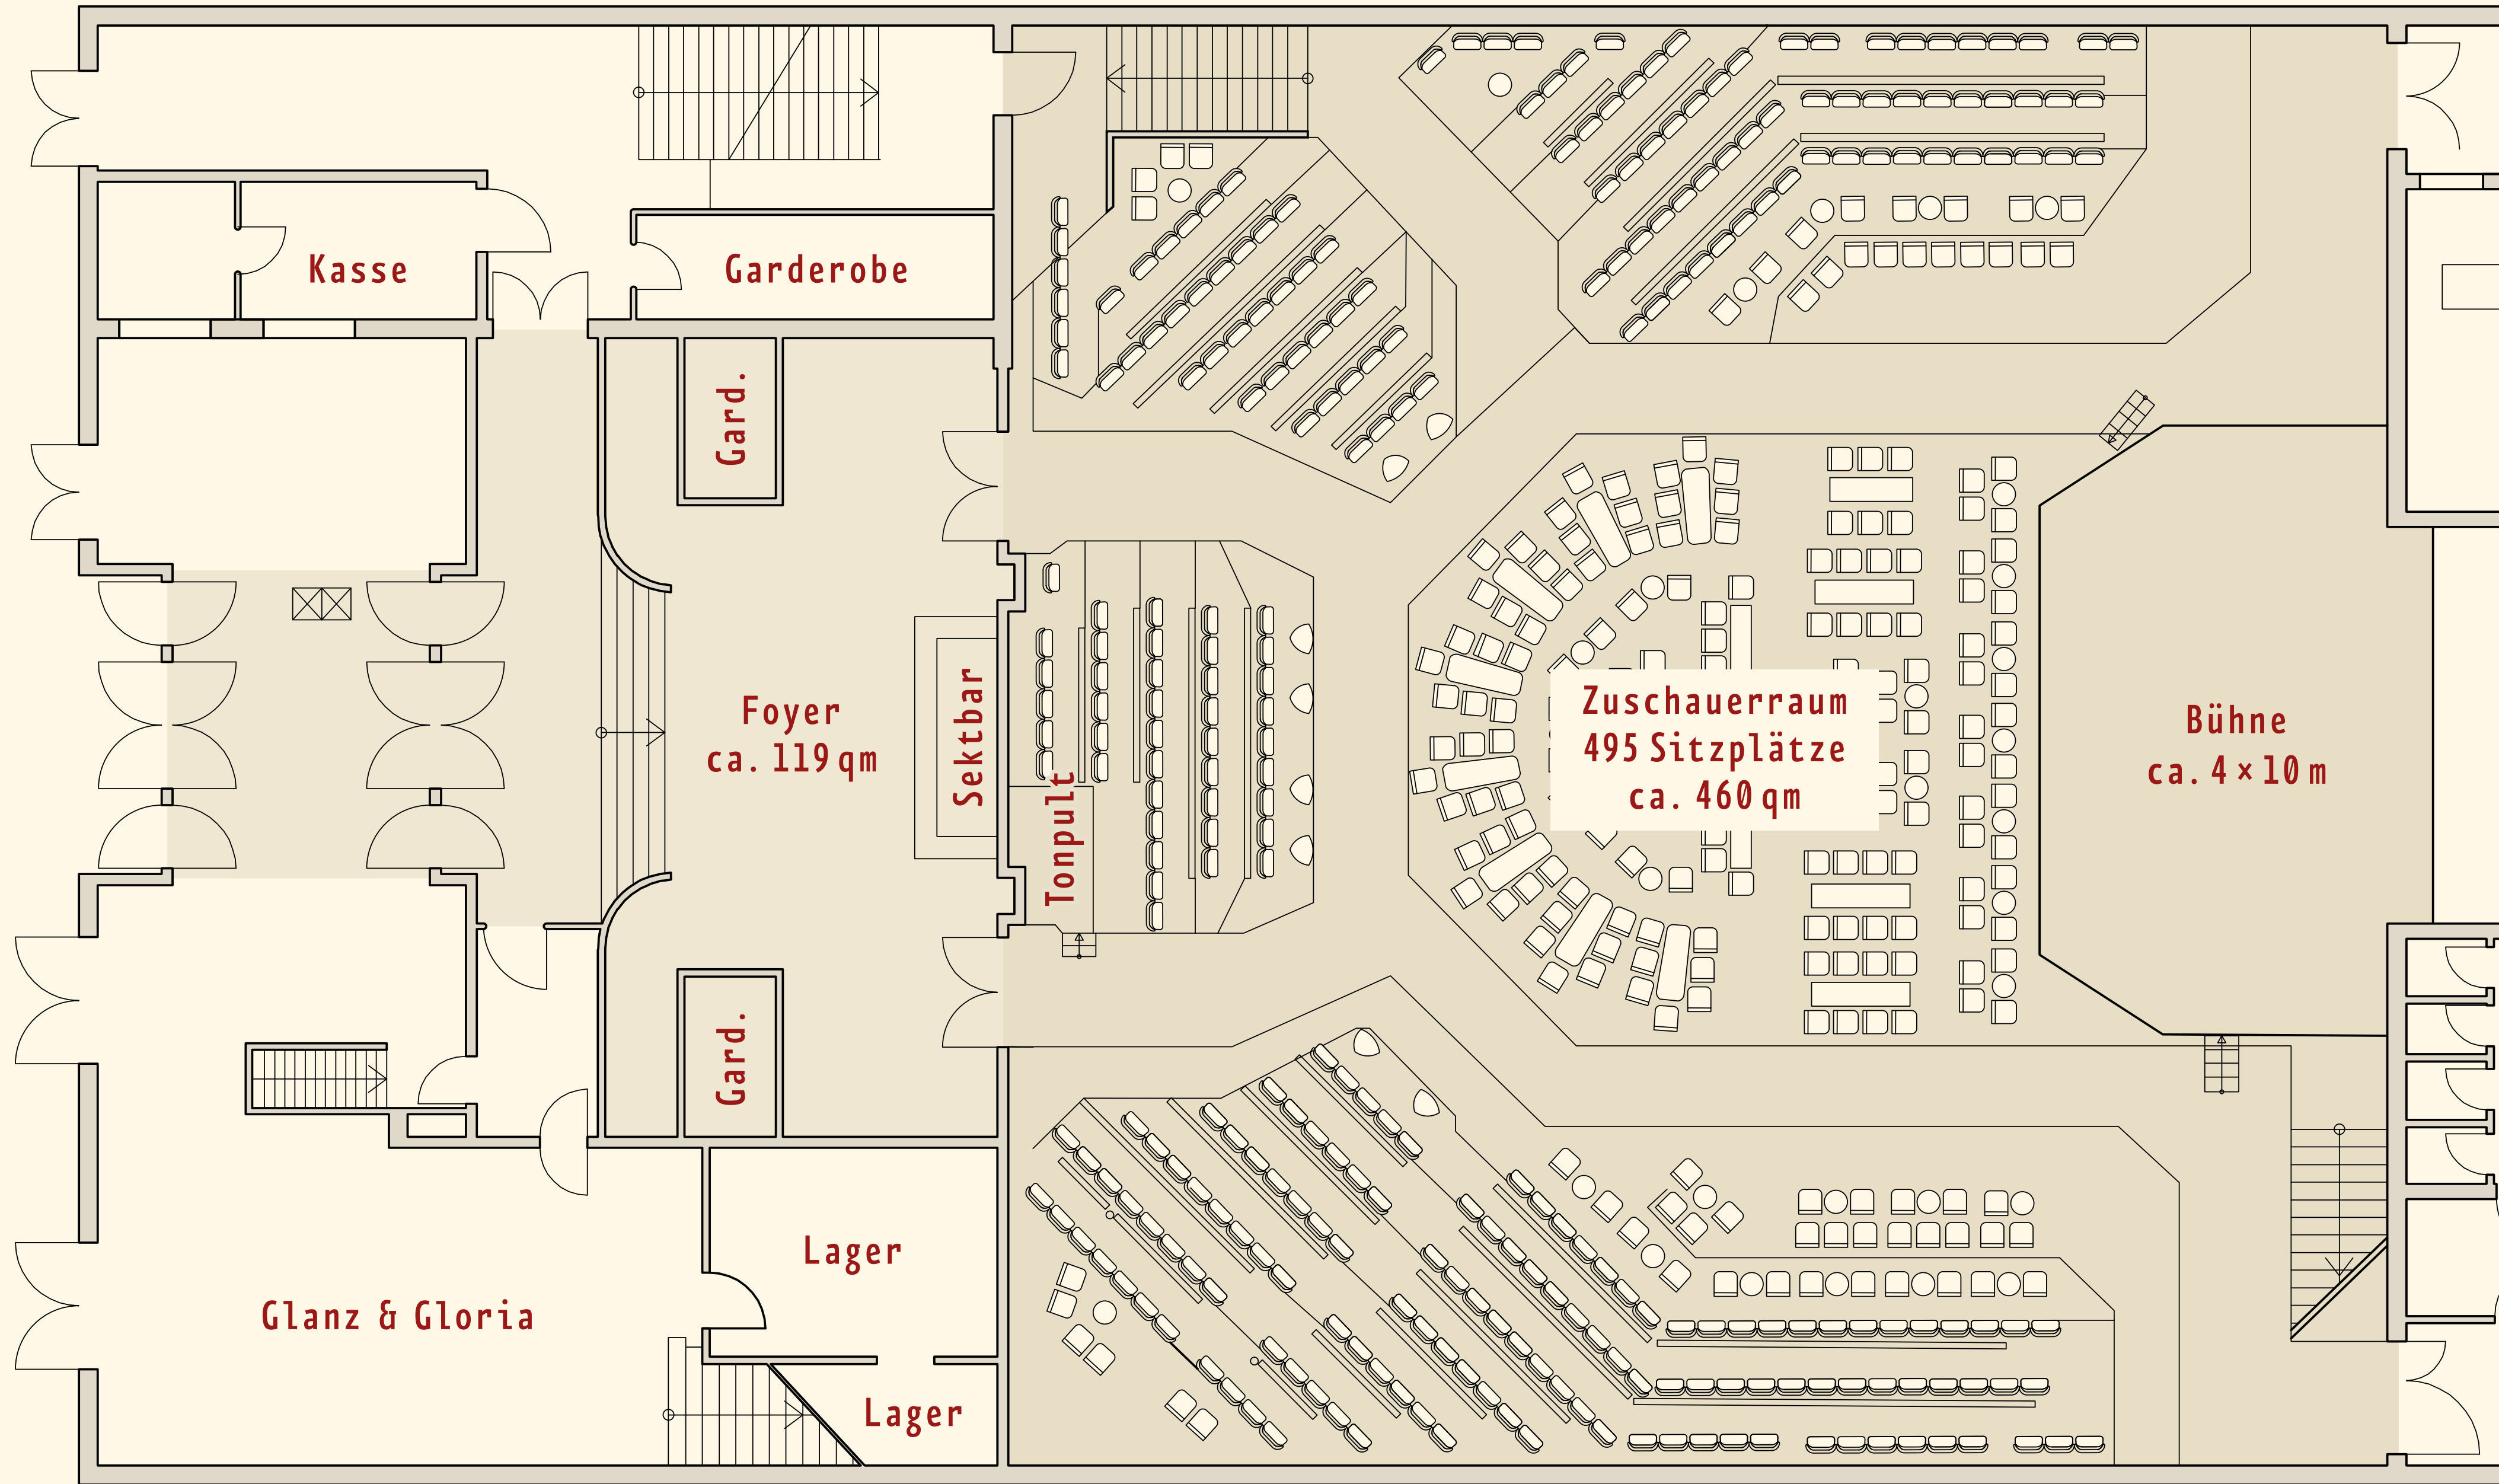 Kasse
Garderobe
Gard.
Foyer
ca. 119 qm
Sektbar
Tonpult
Zuschauerraum
495 Sitzplätze
ca. 460 qm
Bühne
ca. 4 × 10 m
Gard.
Lager
Glanz & Gloria
Lager